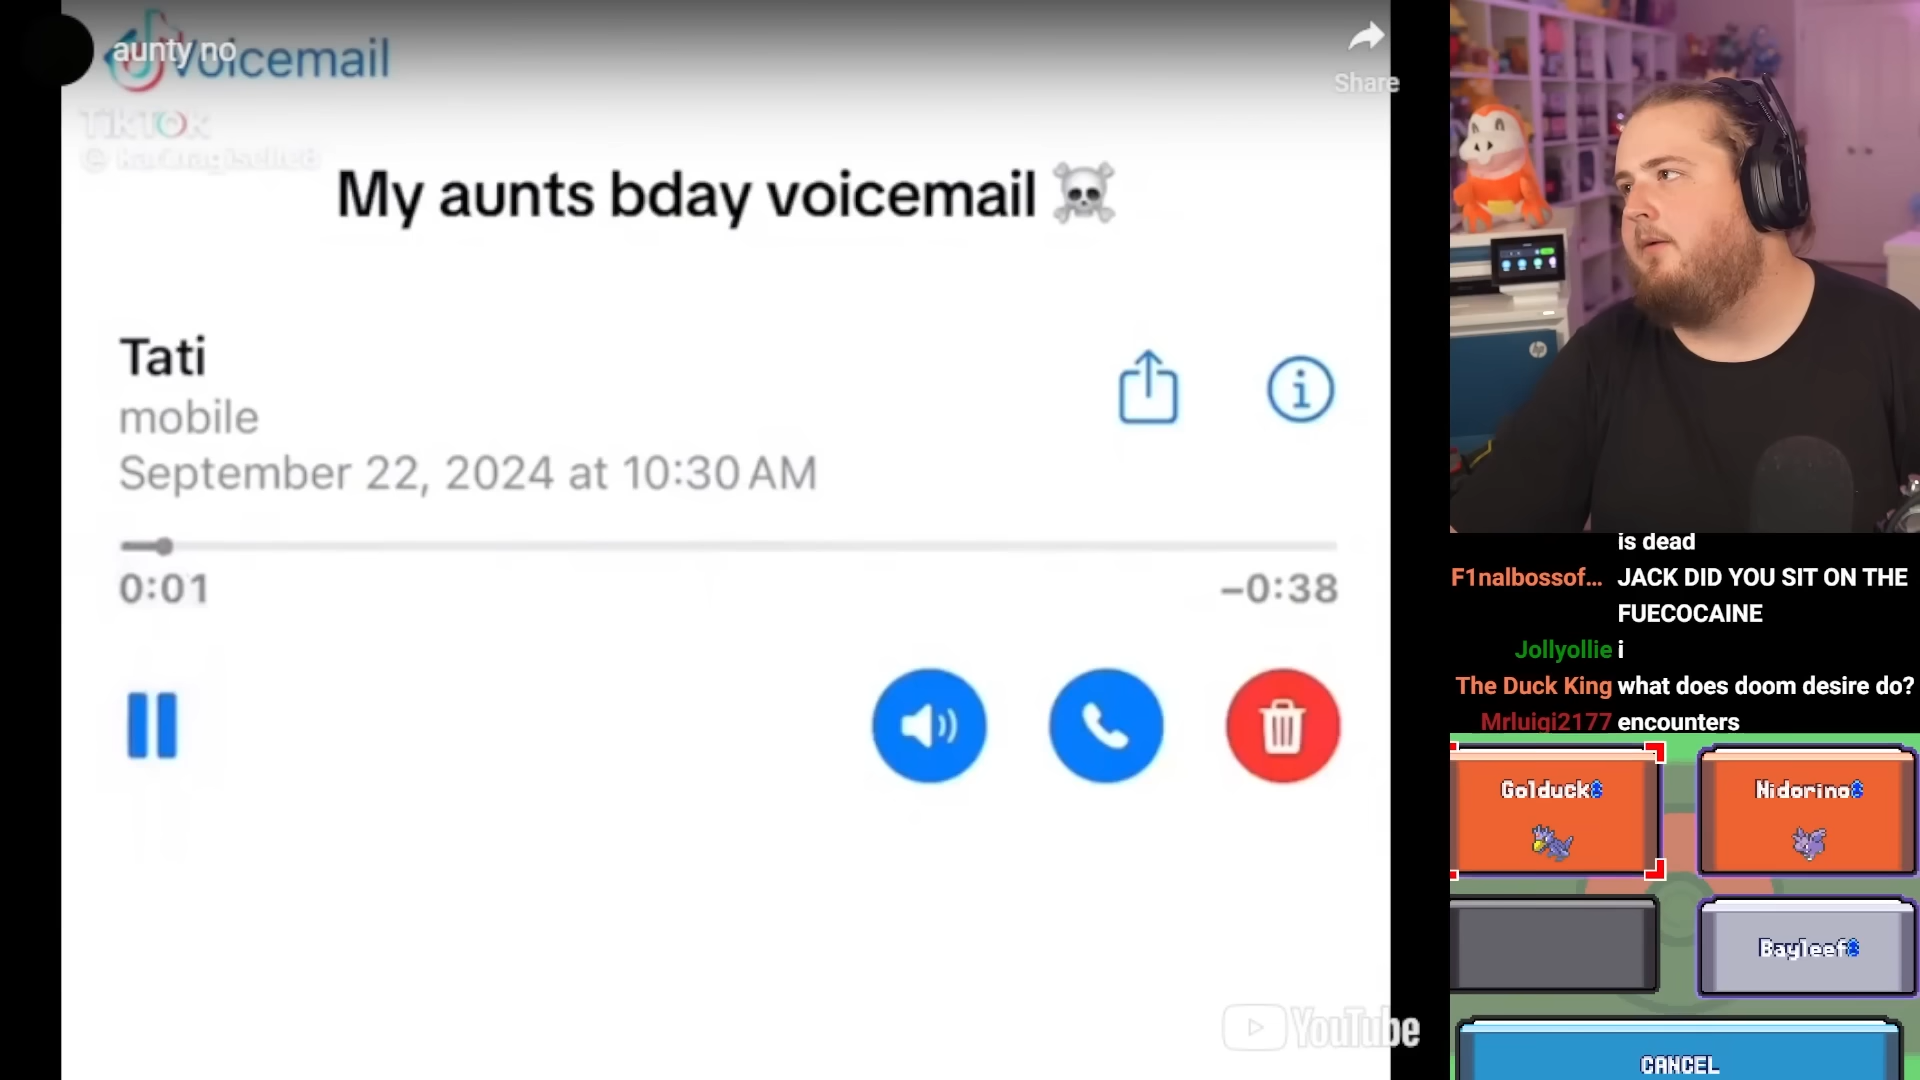 aunty no
Voicemail
Share
TikTok
My aunts bday voicemail ☠️
Tati
mobile
September 22, 2024 at 10:30 AM
0:01
-0:38
YouTube
is dead
F1nalbossof... JACK DID YOU SIT ON THE
FUECOCAINE
Jollyollie i
The Duck King what does doom desire do?
Mrluigi2177 encounters
Golduck
Nidorino
Bayleef
CANCEL